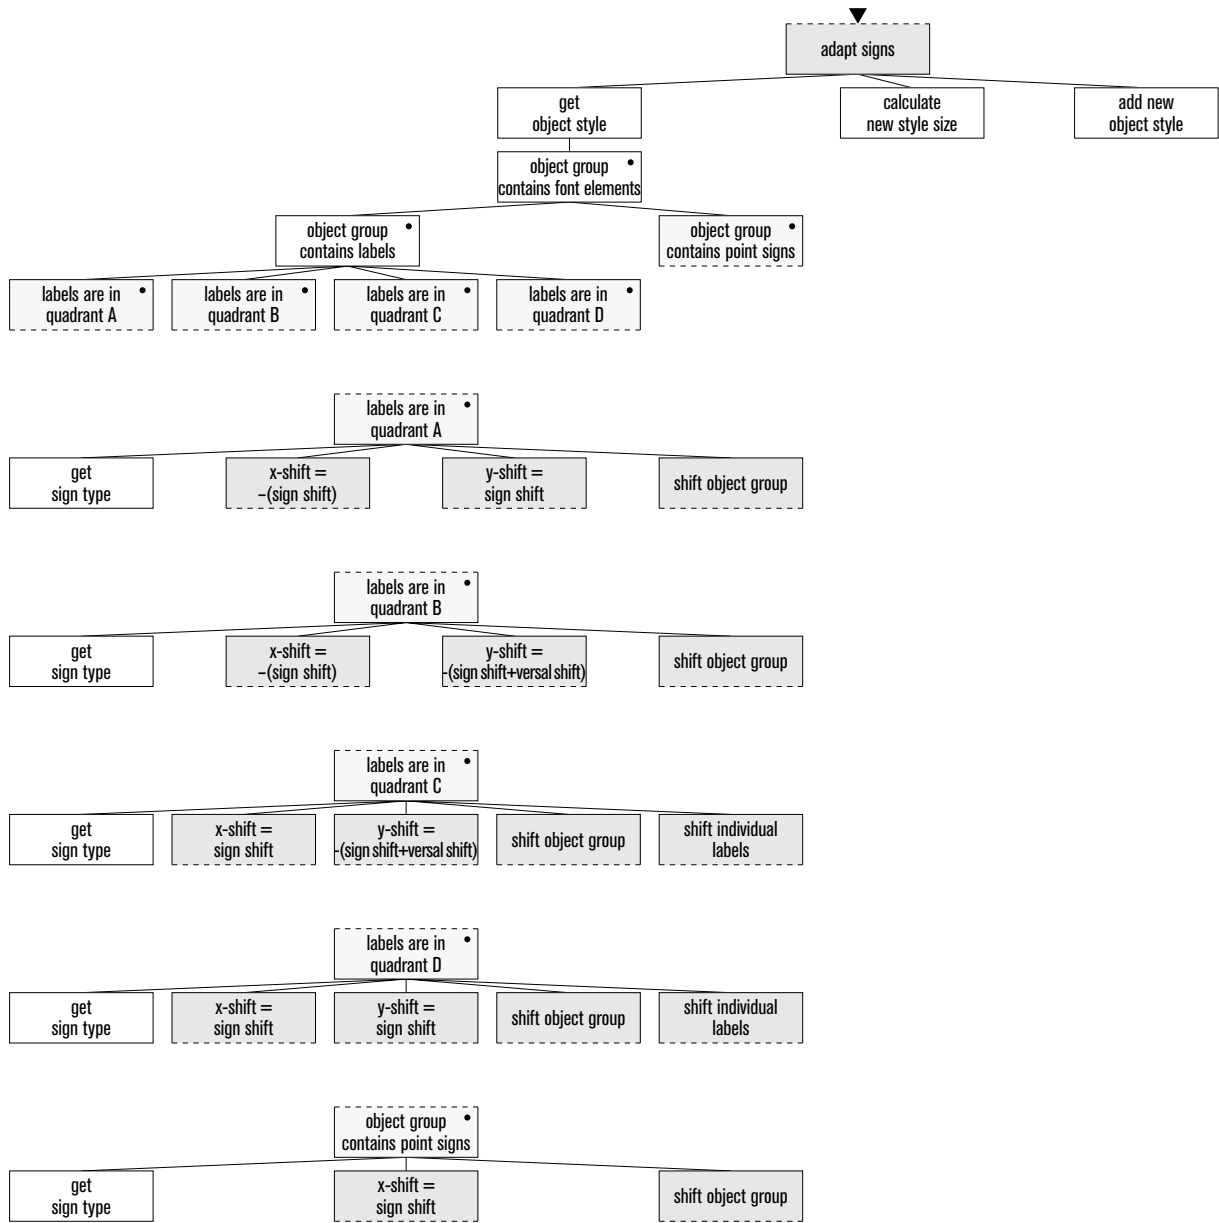 adapt signs
get
object style
calculate
new style size
add new
object style
object group
contains font elements
object group
contains labels
object group
contains point signs
labels are in
quadrant A
labels are in
quadrant B
labels are in
quadrant C
labels are in
quadrant D
labels are in
quadrant A
get
sign type
x-shift =
–(sign shift)
y-shift =
sign shift
shift object group
labels are in
quadrant B
get
sign type
x-shift =
–(sign shift)
y-shift =
-(sign shift+versal shift)
shift object group
labels are in
quadrant C
get
sign type
x-shift =
sign shift
y-shift =
-(sign shift+versal shift)
shift object group
shift individual
labels
labels are in
quadrant D
get
sign type
x-shift =
sign shift
y-shift =
sign shift
shift object group
shift individual
labels
object group
contains point signs
get
sign type
x-shift =
sign shift
shift object group